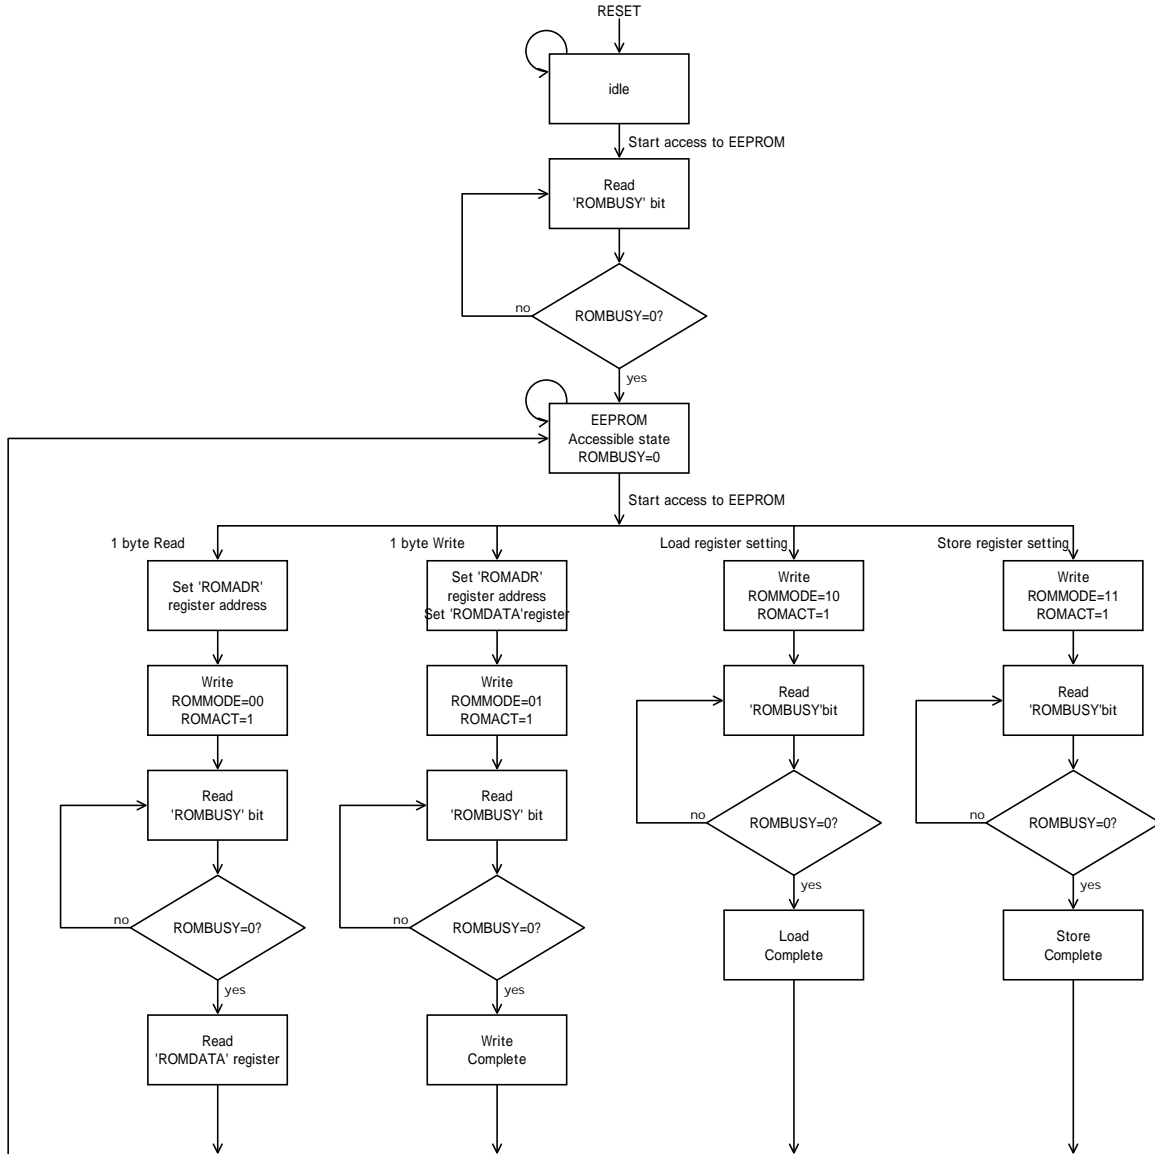 RESET
idle
Start access to EEPROM
Read
'ROMBUSY' bit
no
ROMBUSY=0?
yes
EEPROM
Accessible state
ROMBUSY=0
Start access to EEPROM
1 byte Read
Set 'ROMADR'
register address
Write
ROMMODE=00
ROMACT=1
Read
'ROMBUSY' bit
no
ROMBUSY=0?
yes
Read
'ROMDATA' register
1 byte Write
Set 'ROMADR'
register address
Set 'ROMDATA'register
Write
ROMMODE=01
ROMACT=1
Read
'ROMBUSY' bit
no
ROMBUSY=0?
yes
Write
Complete
Load register setting
Write
ROMMODE=10
ROMACT=1
Read
'ROMBUSY'bit
no
ROMBUSY=0?
yes
Load
Complete
Store register setting
Write
ROMMODE=11
ROMACT=1
Read
'ROMBUSY'bit
no
ROMBUSY=0?
yes
Store
Complete